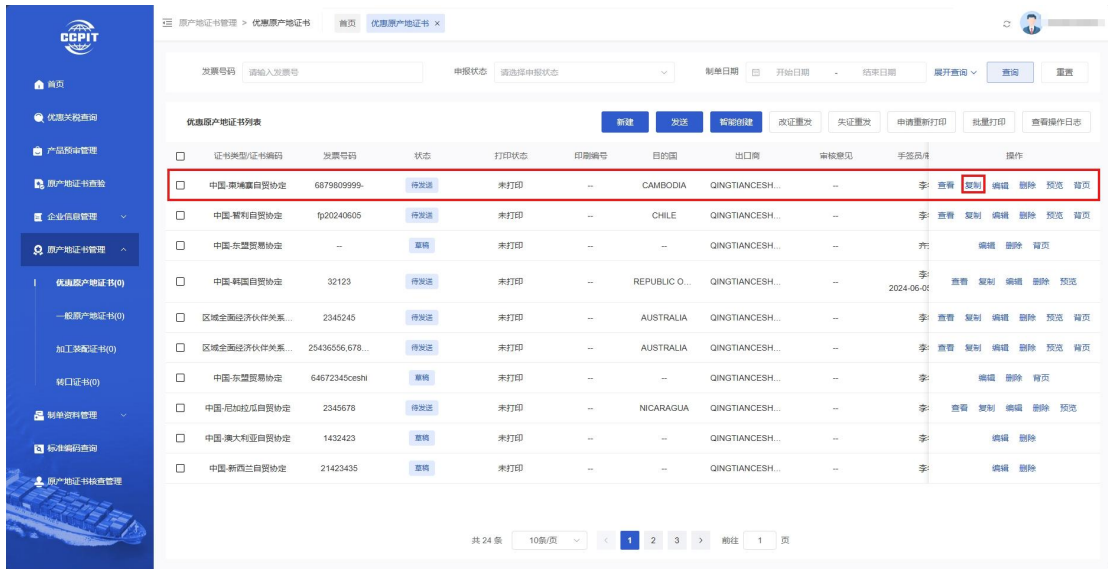 CCPIT
原产地证书管理 > 优惠原产地证书
首页
优惠原产地证书 ×
首页
优惠关税查询
产品预审管理
原产地证书查验
企业信息管理
原产地证书管理
优惠原产地证书(0)
一般原产地证书(0)
加工装配证书(0)
转口证书(0)
制单资料管理
标准编码查询
原产地证书核查管理
发票号码 请输入发票号 申报状态 请选择申报状态 制单日期 开始日期 - 结束日期 展开查询 查询 重置
优惠原产地证书列表 新建 发送 智能创建 改证重发 失证重发 申请重新打印 批量打印 查看操作日志
证书类型/证书编码 发票号码 状态 打印状态 印刷编号 目的国 出口商 审核意见 手签员/ 操作
中国-柬埔寨自贸协定 6879809999- 待发送 未打印 -- CAMBODIA QINGTIANCESH... -- 李 查看 复制 编辑 删除 预览 背页
中国-智利自贸协定 fp20240605 待发送 未打印 -- CHILE QINGTIANCESH... -- 李 查看 复制 编辑 删除 预览 背页
中国-东盟贸易协定 -- 草稿 未打印 -- -- QINGTIANCESH... -- 齐 编辑 删除 背页
中国-韩国自贸协定 32123 待发送 未打印 -- REPUBLIC O... QINGTIANCESH... -- 李 查看 复制 编辑 删除 预览
2024-06-05
区域全面经济伙伴关系... 2345245 待发送 未打印 -- AUSTRALIA QINGTIANCESH... -- 李 查看 复制 编辑 删除 预览 背页
区域全面经济伙伴关系... 25436556,678... 待发送 未打印 -- AUSTRALIA QINGTIANCESH... -- 李 查看 复制 编辑 删除 预览 背页
中国-东盟贸易协定 64672345ceshi 草稿 未打印 -- -- QINGTIANCESH... -- 李 编辑 删除 背页
中国-尼加拉瓜自贸协定 2345678 待发送 未打印 -- NICARAGUA QINGTIANCESH... -- 李 查看 复制 编辑 删除 预览
中国-澳大利亚自贸协定 1432423 草稿 未打印 -- -- QINGTIANCESH... -- 李 编辑 删除
中国-新西兰自贸协定 21423435 草稿 未打印 -- -- QINGTIANCESH... -- 李 编辑 删除
共 24 条 10条/页 < 1 2 3 > 前往 1 页